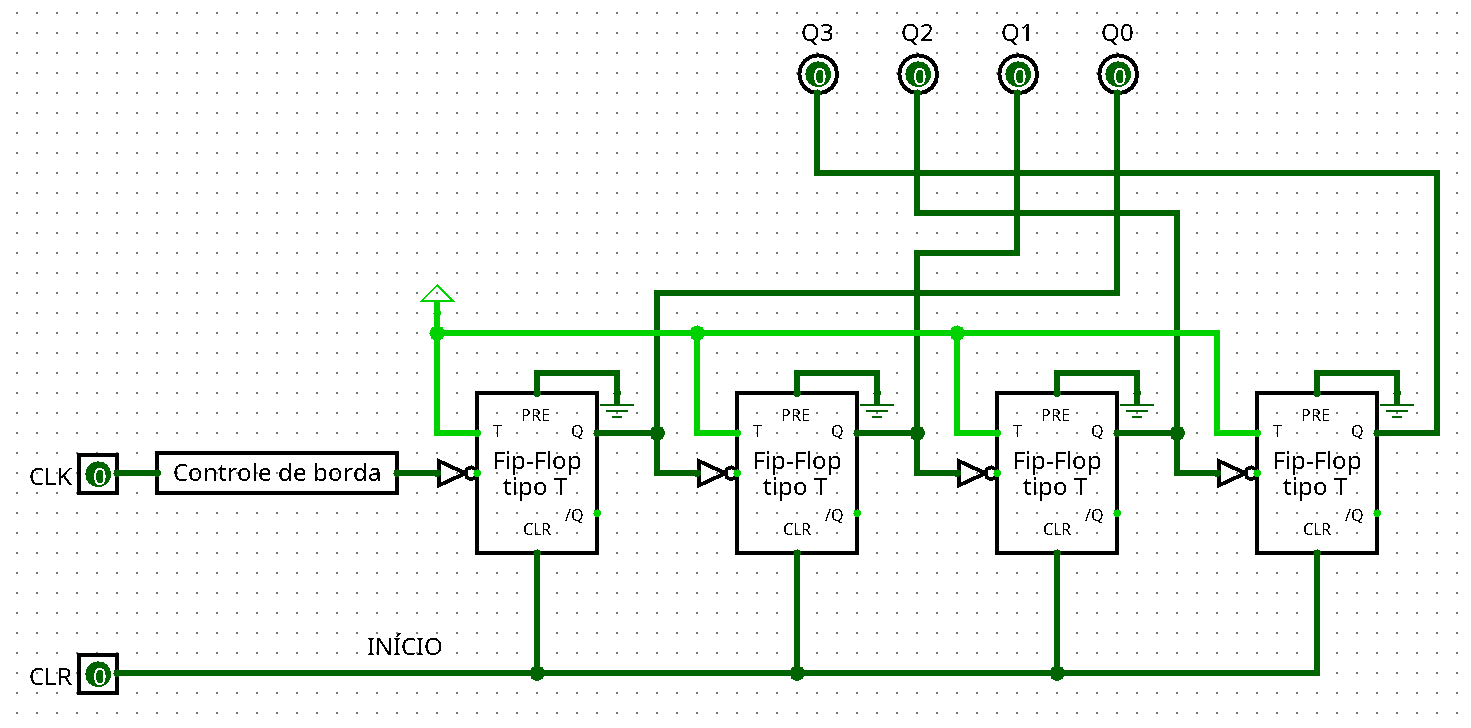 Q3 Q2 Q1 Q0
0 0 0 0
PRE PRE PRE PRE
T Q T Q T Q T Q
Fip-Flop Fip-Flop Fip-Flop Fip-Flop
CLK 0 Controle de borda tipo T tipo T tipo T tipo T
/Q /Q /Q /Q
CLR CLR CLR CLR
INÍCIO
CLR 0